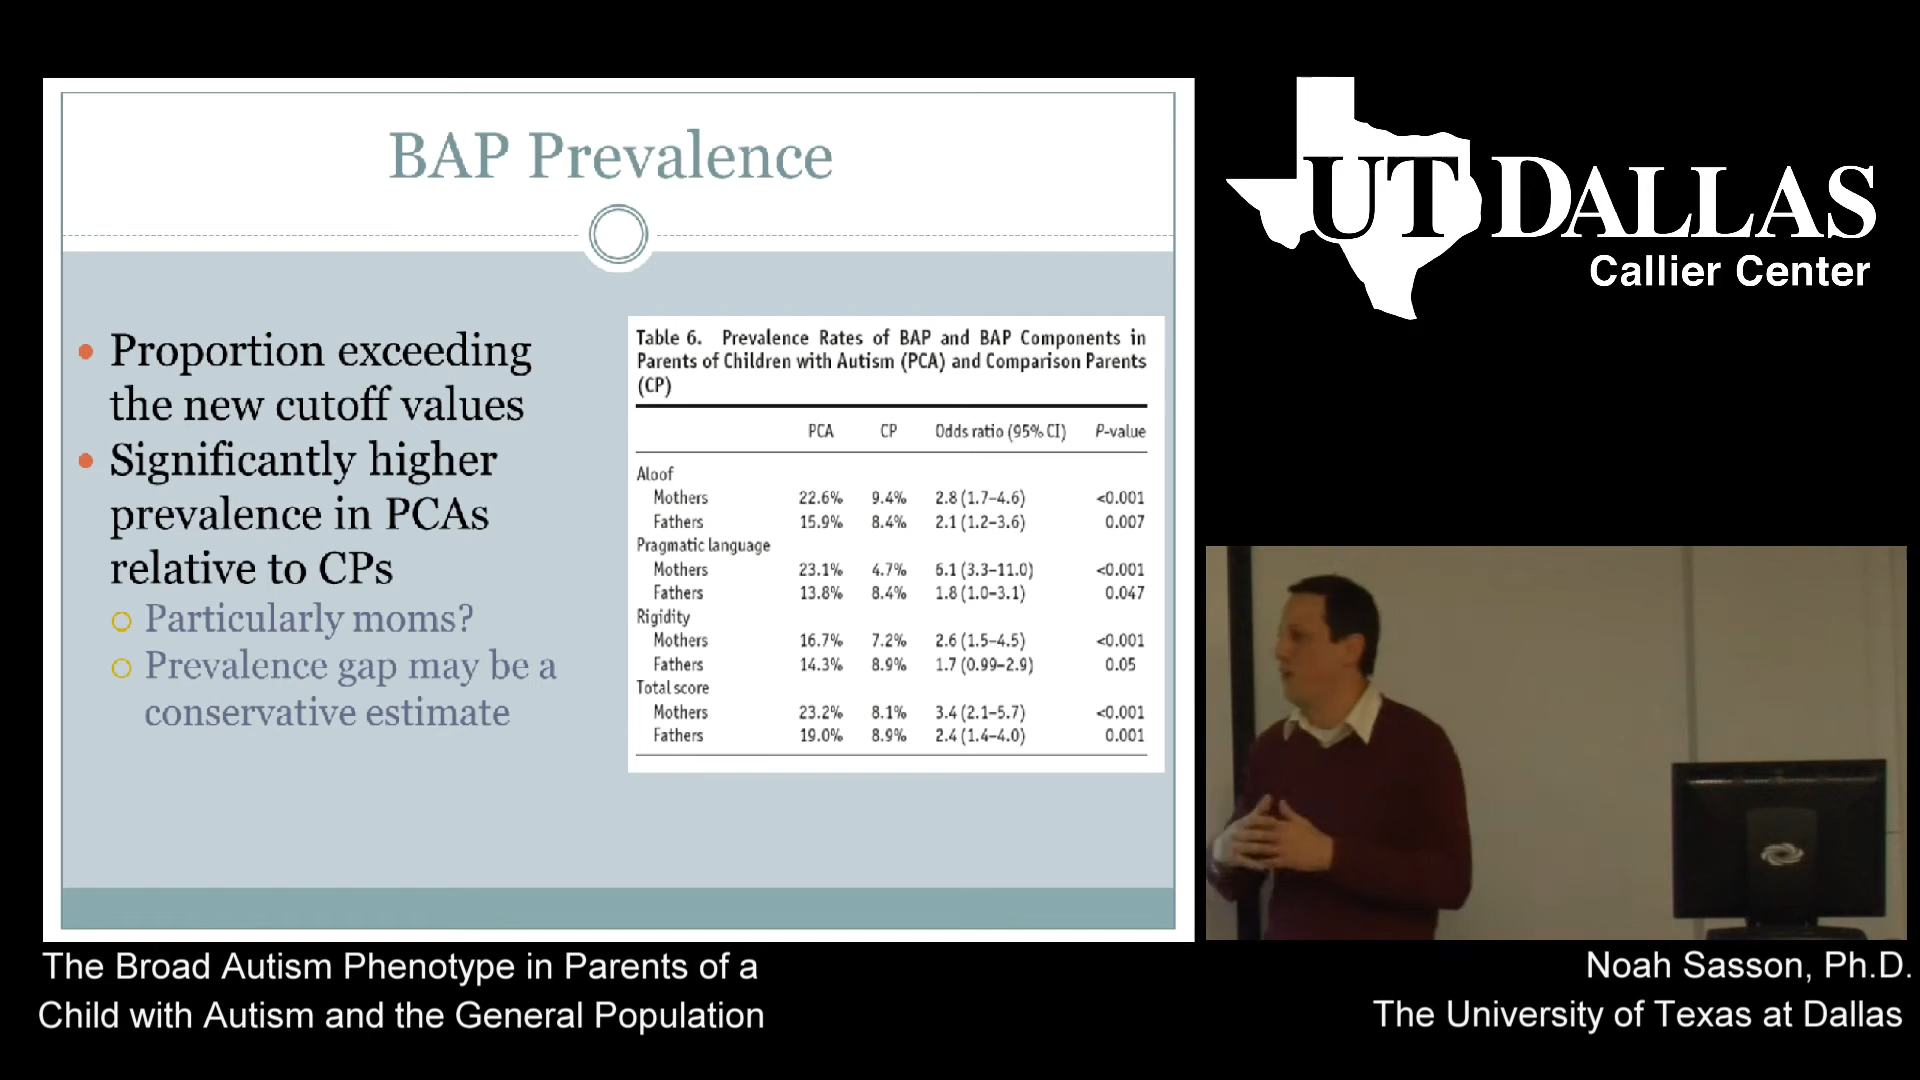 BAP Prevalence
• Proportion exceeding
the new cutoff values
• Significantly higher
prevalence in PCAs
relative to CPs
○ Particularly moms?
○ Prevalence gap may be a
conservative estimate
Table 6. Prevalence Rates of BAP and BAP Components in
Parents of Children with Autism (PCA) and Comparison Parents
(CP)
PCA CP Odds ratio (95% CI) P-value
Aloof
Mothers 22.6% 9.4% 2.8 (1.7–4.6) <0.001
Fathers 15.9% 8.4% 2.1 (1.2–3.6) 0.007
Pragmatic language
Mothers 23.1% 4.7% 6.1 (3.3–11.0) <0.001
Fathers 13.8% 8.4% 1.8 (1.0–3.1) 0.047
Rigidity
Mothers 16.7% 7.2% 2.6 (1.5–4.5) <0.001
Fathers 14.3% 8.9% 1.7 (0.99–2.9) 0.05
Total score
Mothers 23.2% 8.1% 3.4 (2.1–5.7) <0.001
Fathers 19.0% 8.9% 2.4 (1.4–4.0) 0.001
UT DALLAS
Callier Center
The Broad Autism Phenotype in Parents of a
Child with Autism and the General Population
Noah Sasson, Ph.D.
The University of Texas at Dallas